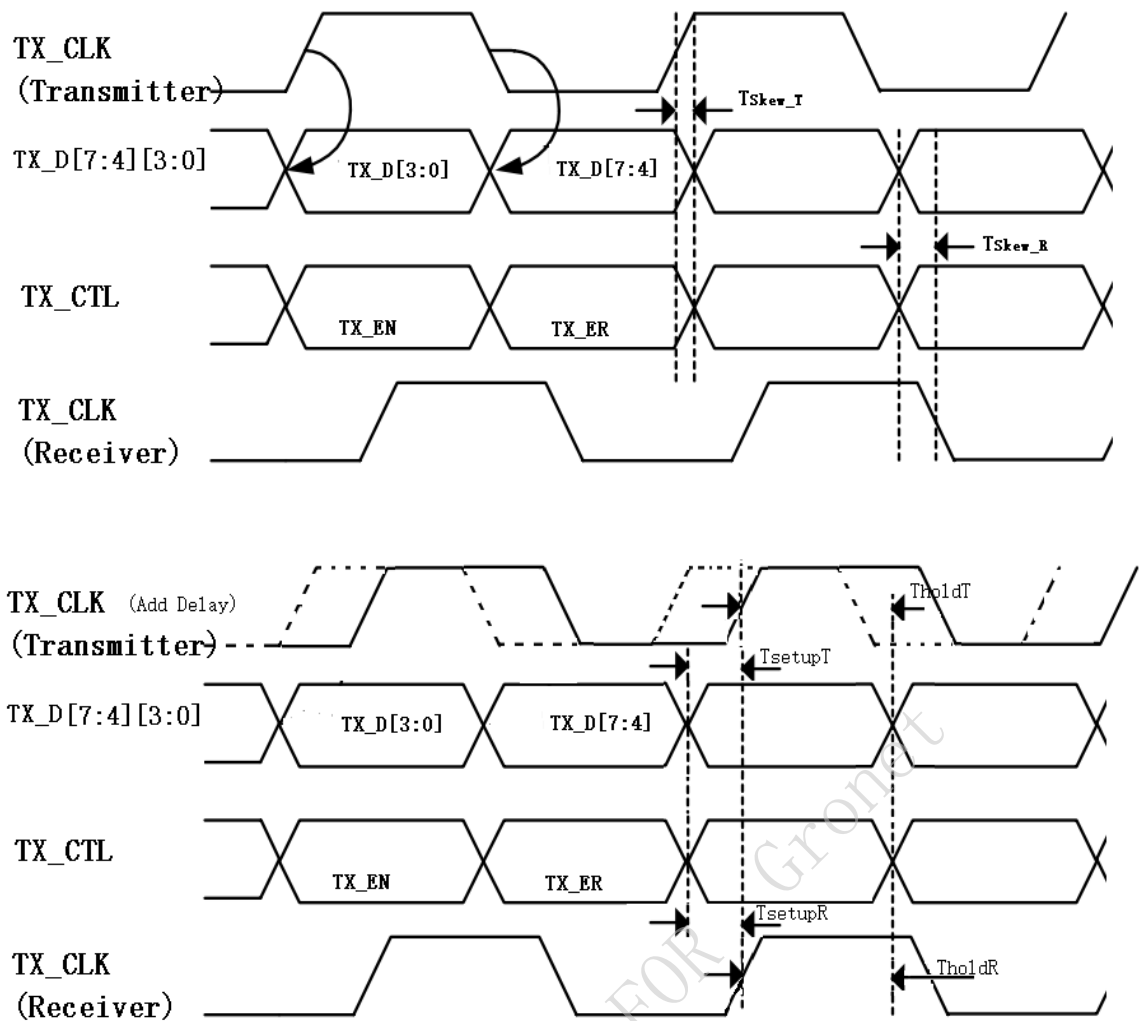 TX_CLK
(Transmitter)
TSkew_T
TX_D[7:4][3:0]
TX_D[3:0]
TX_D[7:4]
TSkew_R
TX_CTL
TX_EN
TX_ER
TX_CLK
(Receiver)
TX_CLK (Add Delay)
(Transmitter)
TholdT
TsetupT
TX_D[7:4][3:0]
TX_D[3:0]
TX_D[7:4]
TX_CTL
TX_EN
TX_ER
TsetupR
TX_CLK
(Receiver)
TholdR
FOR Gronet